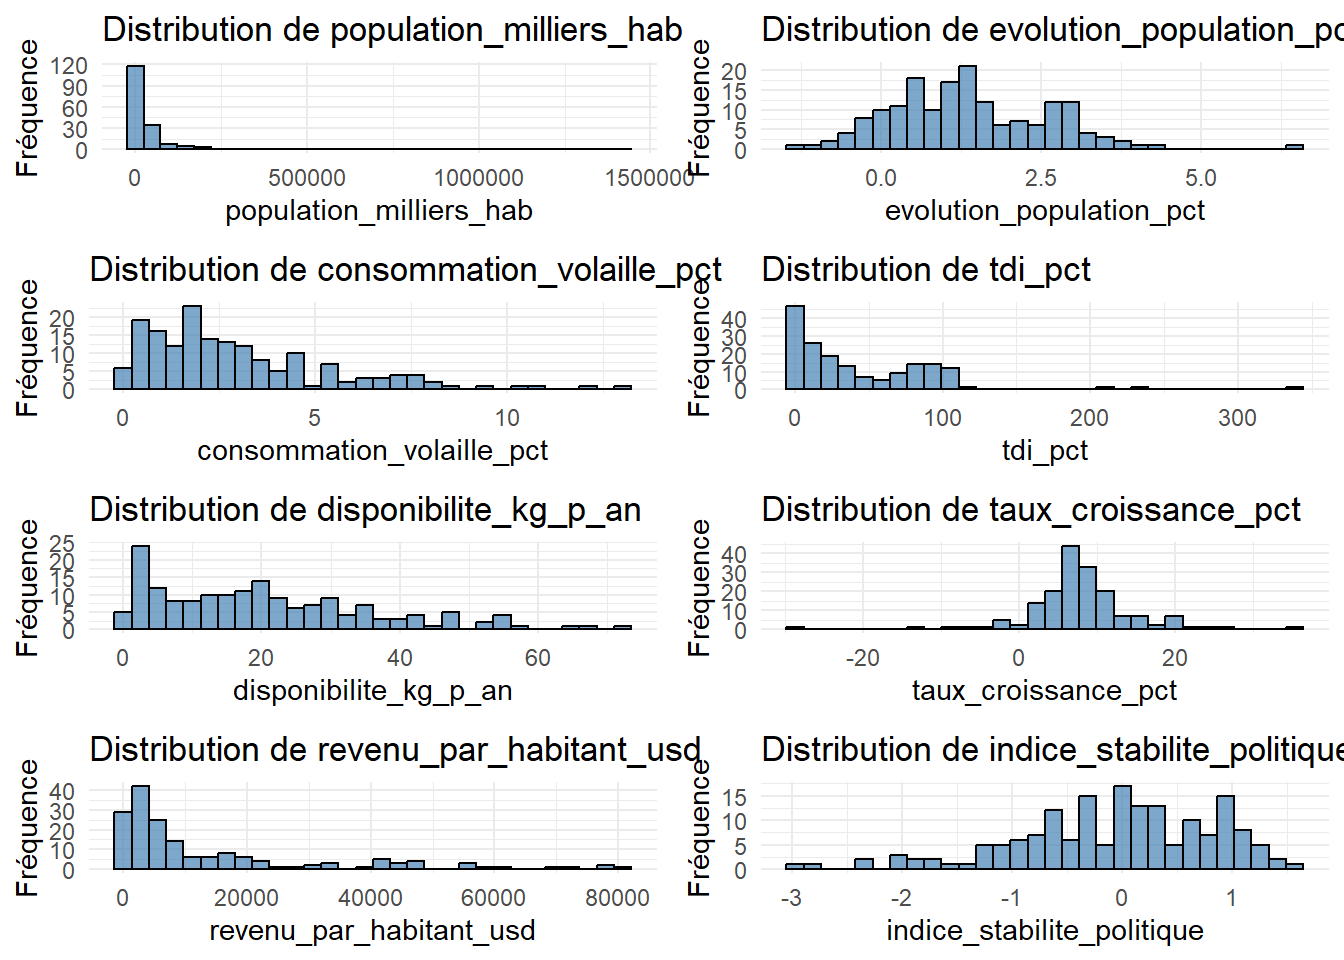 Distribution de population_milliers_hab
Fréquence
120
90
60
30
0
0 500000 1000000 1500000
population_milliers_hab
Distribution de evolution_population_pc
Fréquence
20
15
10
5
0
0.0 2.5 5.0
evolution_population_pct
Distribution de consommation_volaille_pct
Fréquence
20
15
10
5
0
0 5 10
consommation_volaille_pct
Distribution de tdi_pct
Fréquence
40
30
20
10
0
0 100 200 300
tdi_pct
Distribution de disponibilite_kg_p_an
Fréquence
25
20
15
10
5
0
0 20 40 60
disponibilite_kg_p_an
Distribution de taux_croissance_pct
Fréquence
40
30
20
10
0
-20 0 20
taux_croissance_pct
Distribution de revenu_par_habitant_usd
Fréquence
40
30
20
10
0
0 20000 40000 60000 80000
revenu_par_habitant_usd
Distribution de indice_stabilite_politique
Fréquence
15
10
5
0
-3 -2 -1 0 1
indice_stabilite_politique